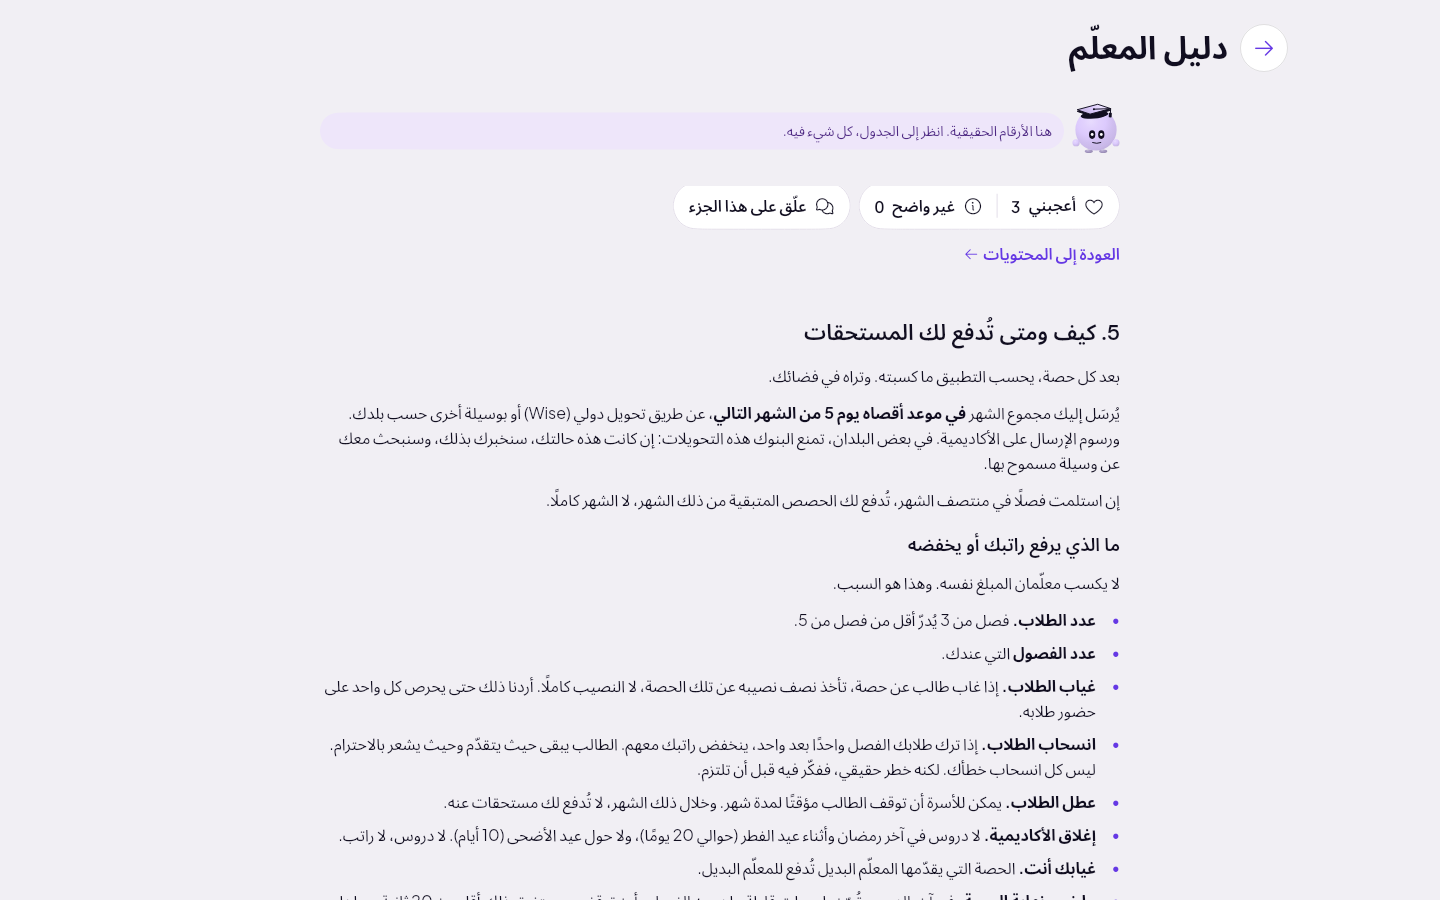 دليل المعلّم
هنا الأرقام الحقيقية. انظر إلى الجدول، كل شيء فيه.
أعجبني 3 غير واضح 0 علّق على هذا الجزء
العودة إلى المحتويات ←
5. كيف ومتى تُدفع لك المستحقات
بعد كل حصة، يحسب التطبيق ما كسبته. وتراه في فضائك.
يُرسَل إليك مجموع الشهر في موعد أقصاه يوم 5 من الشهر التالي، عن طريق تحويل دولي (Wise) أو بوسيلة أخرى حسب بلدك.
ورسوم الإرسال على الأكاديمية. في بعض البلدان، تمنع البنوك هذه التحويلات: إن كانت هذه حالتك، سنخبرك بذلك، وسنبحث معك
عن وسيلة مسموح بها.
إن استلمت فصلًا في منتصف الشهر، تُدفع لك الحصص المتبقية من ذلك الشهر، لا الشهر كاملًا.
ما الذي يرفع راتبك أو يخفضه
لا يكسب معلّمان المبلغ نفسه. وهذا هو السبب.
• عدد الطلاب. فصل من 3 يُدرّ أقل من فصل من 5.
• عدد الفصول التي عندك.
• غياب الطلاب. إذا غاب طالب عن حصة، تأخذ نصف نصيبه عن تلك الحصة، لا النصيب كاملًا. أردنا ذلك حتى يحرص كل واحد على
حضور طلابه.
• انسحاب الطلاب. إذا ترك طلابك الفصل واحدًا بعد واحد، ينخفض راتبك معهم. الطالب يبقى حيث يتقدّم وحيث يشعر بالاحترام.
ليس كل انسحاب خطأك. لكنه خطر حقيقي، ففكّر فيه قبل أن تلتزم.
• عطل الطلاب. يمكن للأسرة أن توقف الطالب مؤقتًا لمدة شهر. وخلال ذلك الشهر، لا تُدفع لك مستحقات عنه.
• إغلاق الأكاديمية. لا دروس في آخر رمضان وأثناء عيد الفطر (حوالي 20 يومًا)، ولا حول عيد الأضحى (10 أيام). لا دروس، لا راتب.
• غيابك أنت. الحصة التي يقدّمها المعلّم البديل تُدفع للمعلّم البديل.